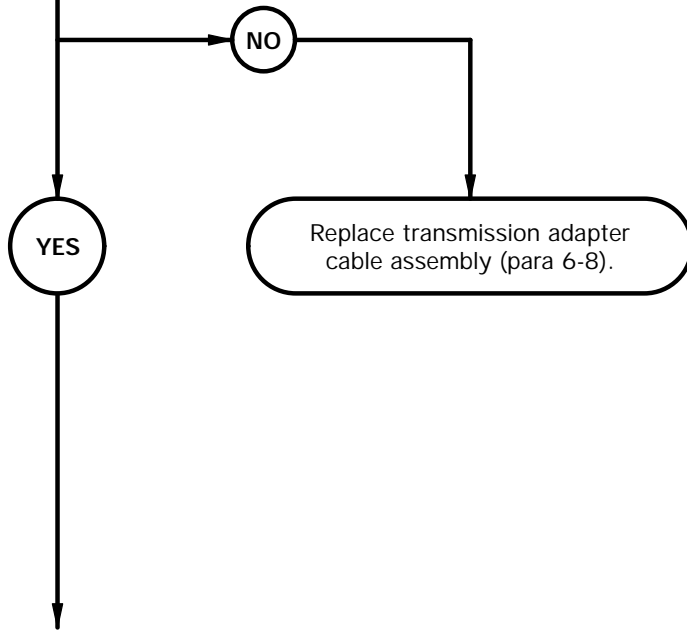 NO
YES
Replace transmission adapter
cable assembly (para 6-8).